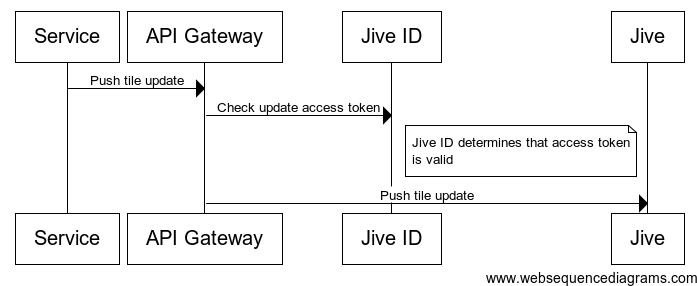 Service
API Gateway
Jive ID
Jive
Push tile update
Check update access token
Jive ID determines that access token
is valid
Push tile update
Service
API Gateway
Jive ID
Jive
www.websequencediagrams.com